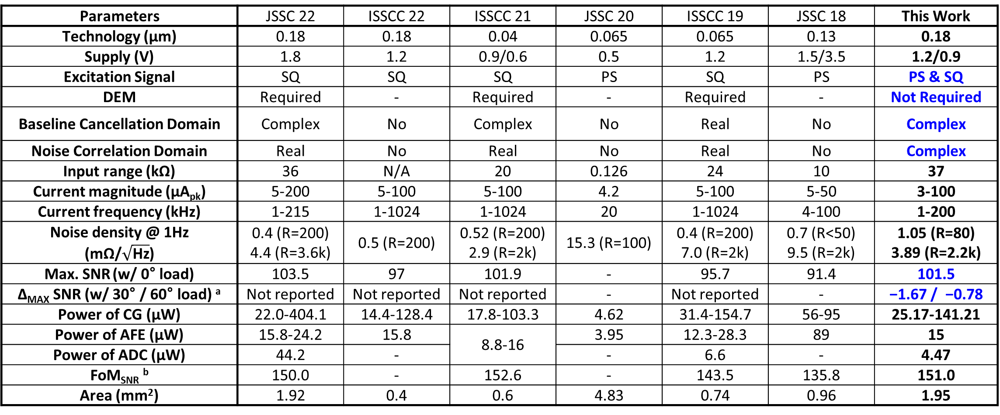 Parameters JSSC 22 ISSCC 22 ISSCC 21 JSSC 20 ISSCC 19 JSSC 18 This Work
Technology (μm) 0.18 0.18 0.04 0.065 0.065 0.13 0.18
Supply (V) 1.8 1.2 0.9/0.6 0.5 1.2 1.5/3.5 1.2/0.9
Excitation Signal SQ SQ SQ PS SQ PS PS & SQ
DEM Required - Required - Required - Not Required
Baseline Cancellation Domain Complex No Complex No Real No Complex
Noise Correlation Domain Real No Real No Real No Complex
Input range (kΩ) 36 N/A 20 0.126 24 10 37
Current magnitude (μApk) 5-200 5-100 5-100 4.2 5-100 5-50 3-100
Current frequency (kHz) 1-215 1-1024 1-1024 20 1-1024 4-100 1-200
Noise density @ 1Hz 0.4 (R=200) 0.52 (R=200) 0.4 (R=200) 0.7 (R<50) 1.05 (R=80)
0.5 (R=200) 15.3 (R=100)
(mΩ/√Hz) 4.4 (R=3.6k) 2.9 (R=2k) 7.0 (R=2k) 9.5 (R=2k) 3.89 (R=2.2k)
Max. SNR (w/ 0° load) 103.5 97 101.9 - 95.7 91.4 101.5
ΔMAX SNR (w/ 30° / 60° load) a Not reported Not reported Not reported - Not reported - −1.67 / −0.78
Power of CG (μW) 22.0-404.1 14.4-128.4 17.8-103.3 4.62 31.4-154.7 56-95 25.17-141.21
Power of AFE (μW) 15.8-24.2 15.8 8.8-16 3.95 12.3-28.3 89 15
Power of ADC (μW) 44.2 - - 6.6 - 4.47
FoMSNR b 150.0 - 152.6 - 143.5 135.8 151.0
Area (mm²) 1.92 0.4 0.6 4.83 0.74 0.96 1.95